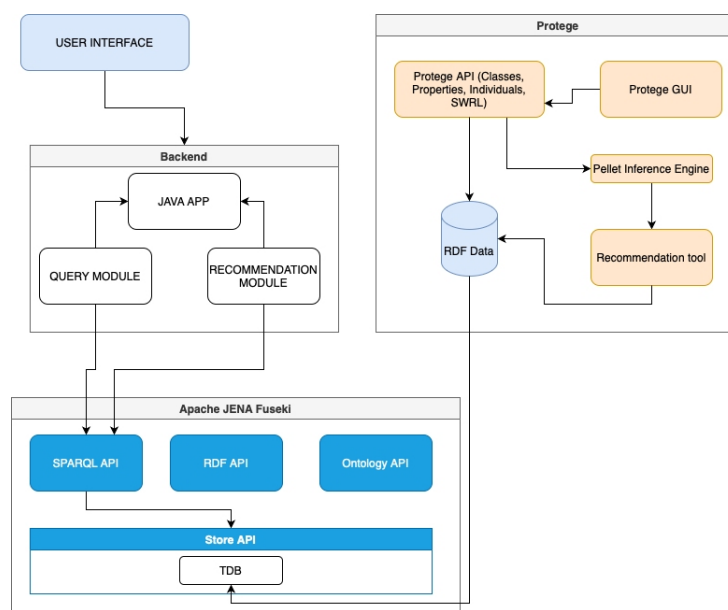 USER INTERFACE
Protege
Protege API (Classes,
Properties, Individuals,
SWRL)
Protege GUI
Backend
JAVA APP
Pellet Inference Engine
QUERY MODULE
RECOMMENDATION
MODULE
RDF Data
Recommendation tool
Apache JENA Fuseki
SPARQL API
RDF API
Ontology API
Store API
TDB